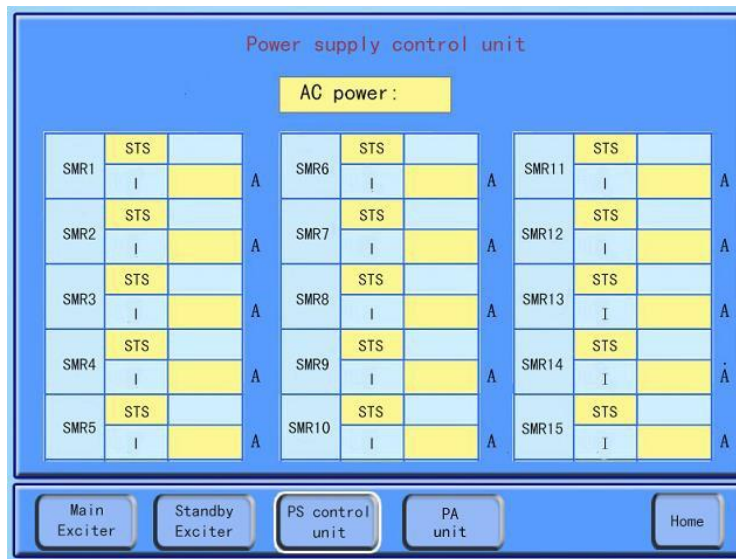 Power supply control unit
AC power:
STS STS STS
SMR1 SMR6 SMR11
I A I A I A
STS STS STS
SMR2 SMR7 SMR12
I A I A I A
STS STS STS
SMR3 SMR8 SMR13
I A I A I A
STS STS STS
SMR4 SMR9 SMR14
I A I A I A
STS STS STS
SMR5 SMR10 SMR15
I A I A I A
Main Standby PS control PA Home
Exciter Exciter unit unit